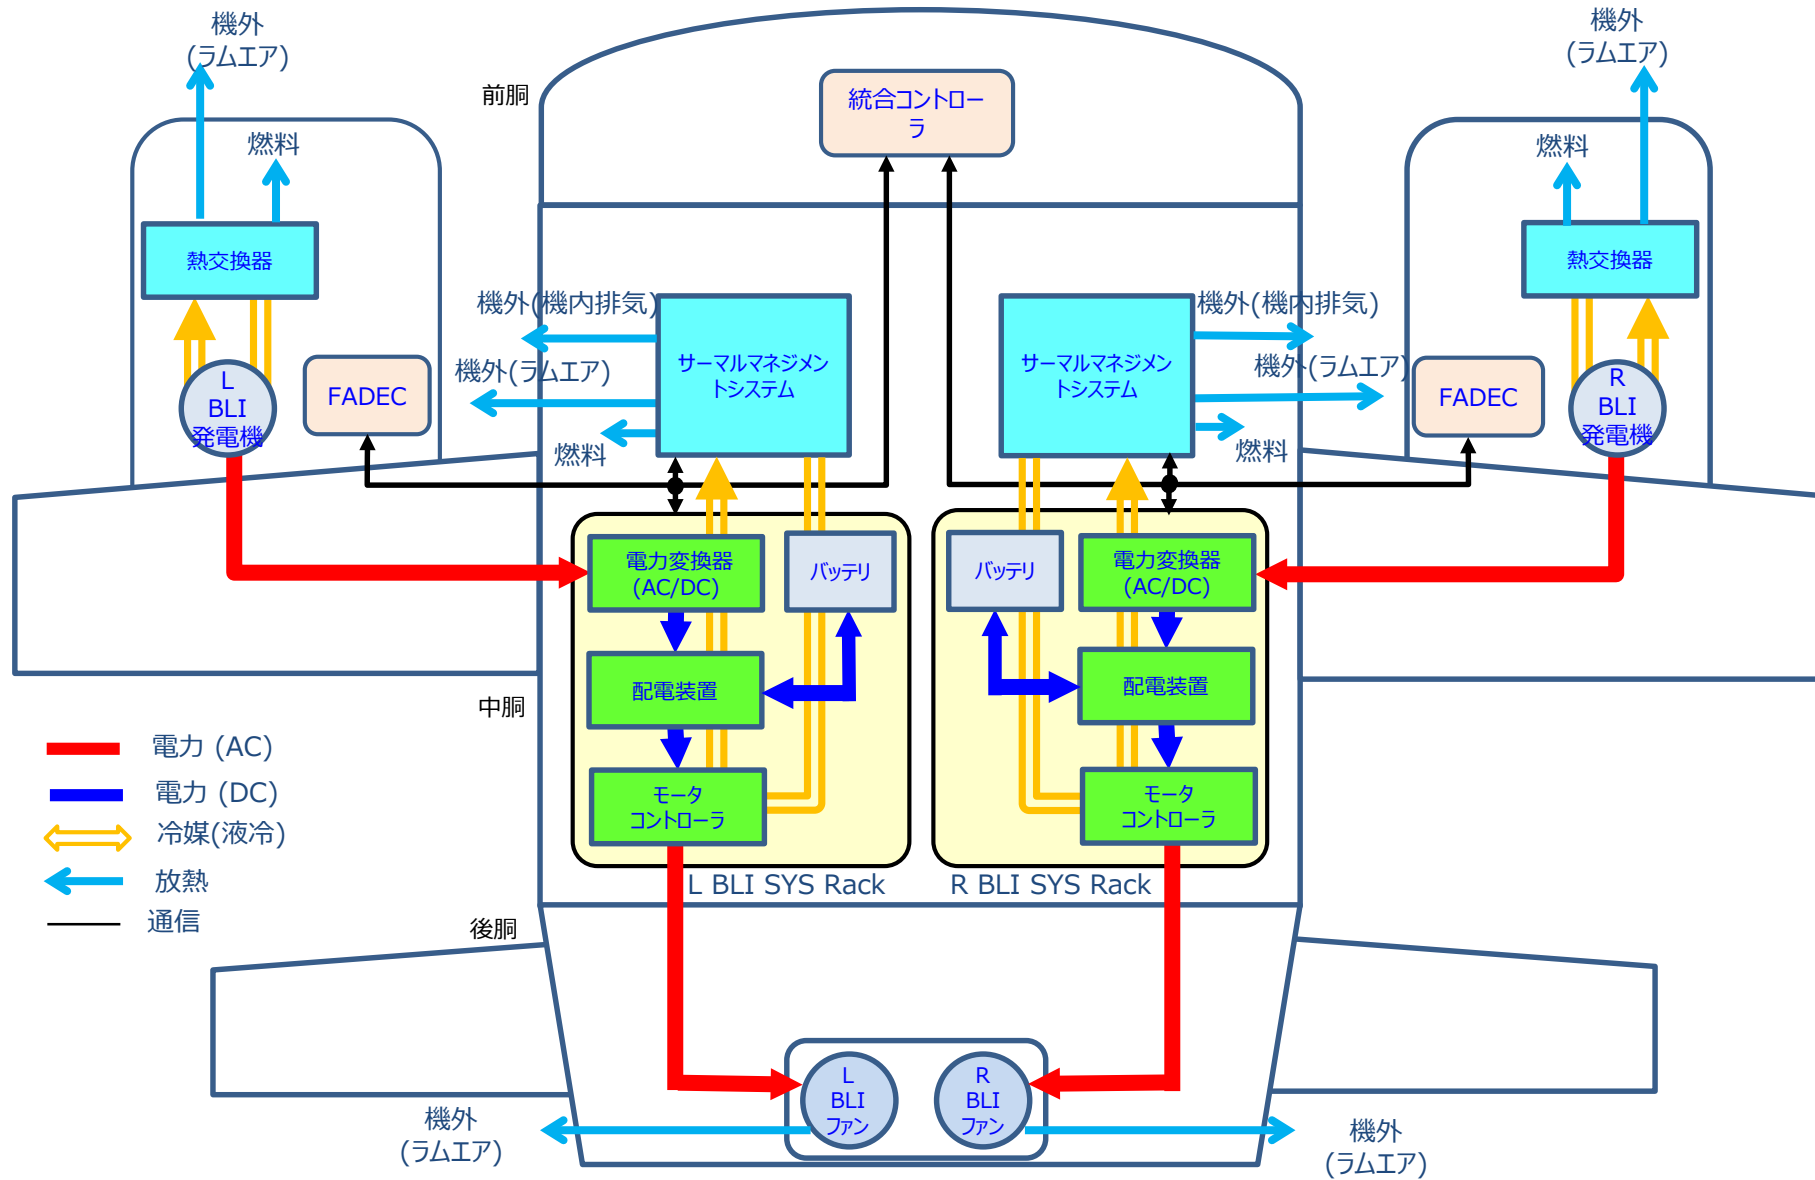 機外
(ラムエア)
機外
(ラムエア)
前胴
統合コントロー
ラ
燃料
燃料
熱交換器
熱交換器
機外(機内排気)
機外(機内排気)
サーマルマネジメン
トシステム
サーマルマネジメン
トシステム
機外(ラムエア)
機外(ラムエア)
L
BLI
発電機
FADEC
FADEC
R
BLI
発電機
燃料
燃料
電力変換器
(AC/DC)
バッテリ
バッテリ
電力変換器
(AC/DC)
配電装置
配電装置
中胴
モータ
コントローラ
モータ
コントローラ
電力 (AC)
電力 (DC)
冷媒(液冷)
放熱
通信
L BLI SYS Rack
R BLI SYS Rack
後胴
L
BLI
ファン
R
BLI
ファン
機外
(ラムエア)
機外
(ラムエア)